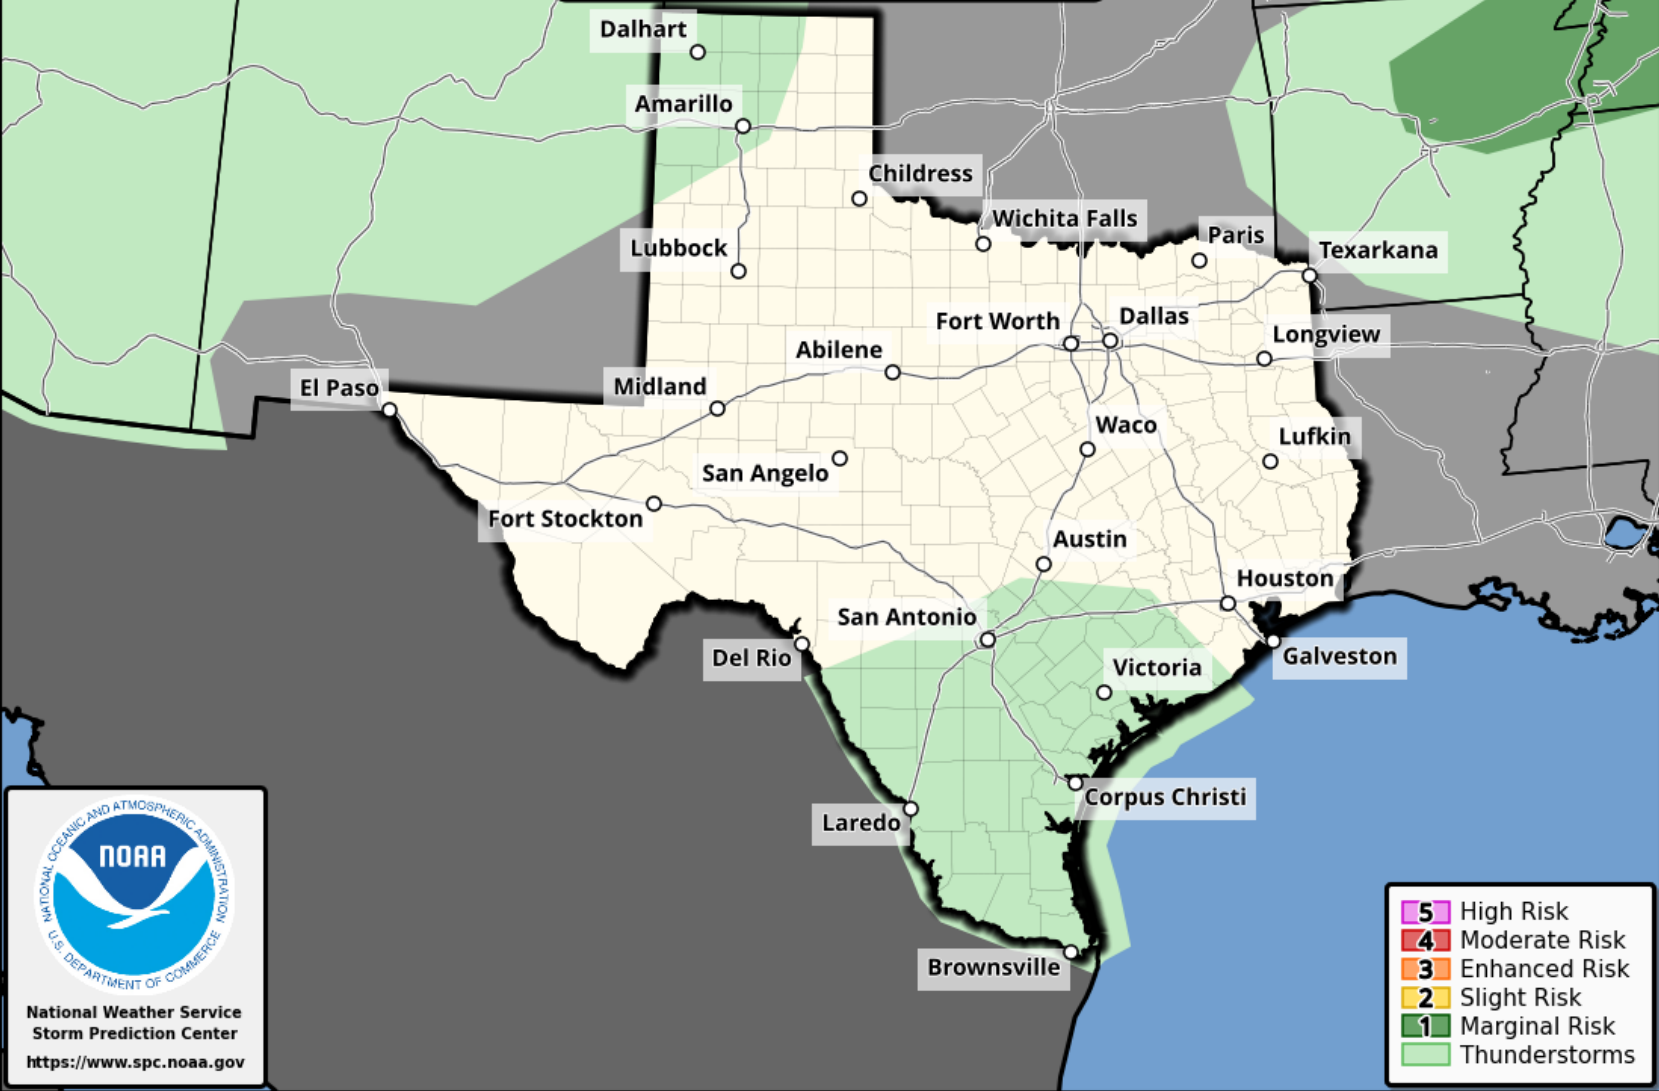 Dalhart
Amarillo
Childress
Wichita Falls
Paris
Texarkana
Lubbock
Fort Worth
Dallas
Longview
Abilene
Midland
El Paso
Waco
Lufkin
San Angelo
Fort Stockton
Austin
Houston
San Antonio
Del Rio
Victoria
Galveston
Corpus Christi
Laredo
Brownsville
NATIONAL OCEANIC AND ATMOSPHERIC ADMINISTRATION
NOAA
U.S. DEPARTMENT OF COMMERCE
National Weather Service
Storm Prediction Center
https://www.spc.noaa.gov
5 High Risk
4 Moderate Risk
3 Enhanced Risk
2 Slight Risk
1 Marginal Risk
Thunderstorms